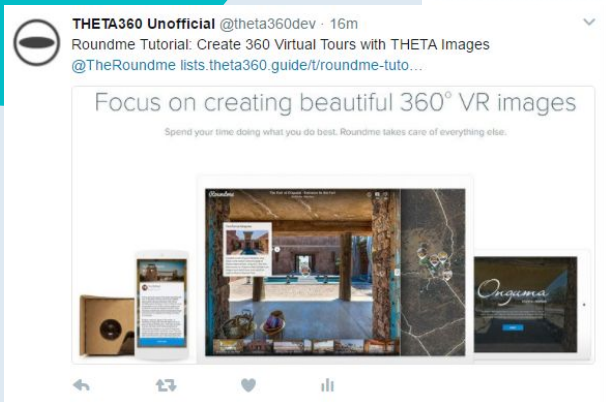 THETA360 Unofficial @theta360dev · 16m
Roundme Tutorial: Create 360 Virtual Tours with THETA Images
@TheRoundme lists.theta360.guide/t/roundme-tuto…
Focus on creating beautiful 360° VR images
Spend your time doing what you do best. Roundme takes care of everything else.
Roundme
Onguma